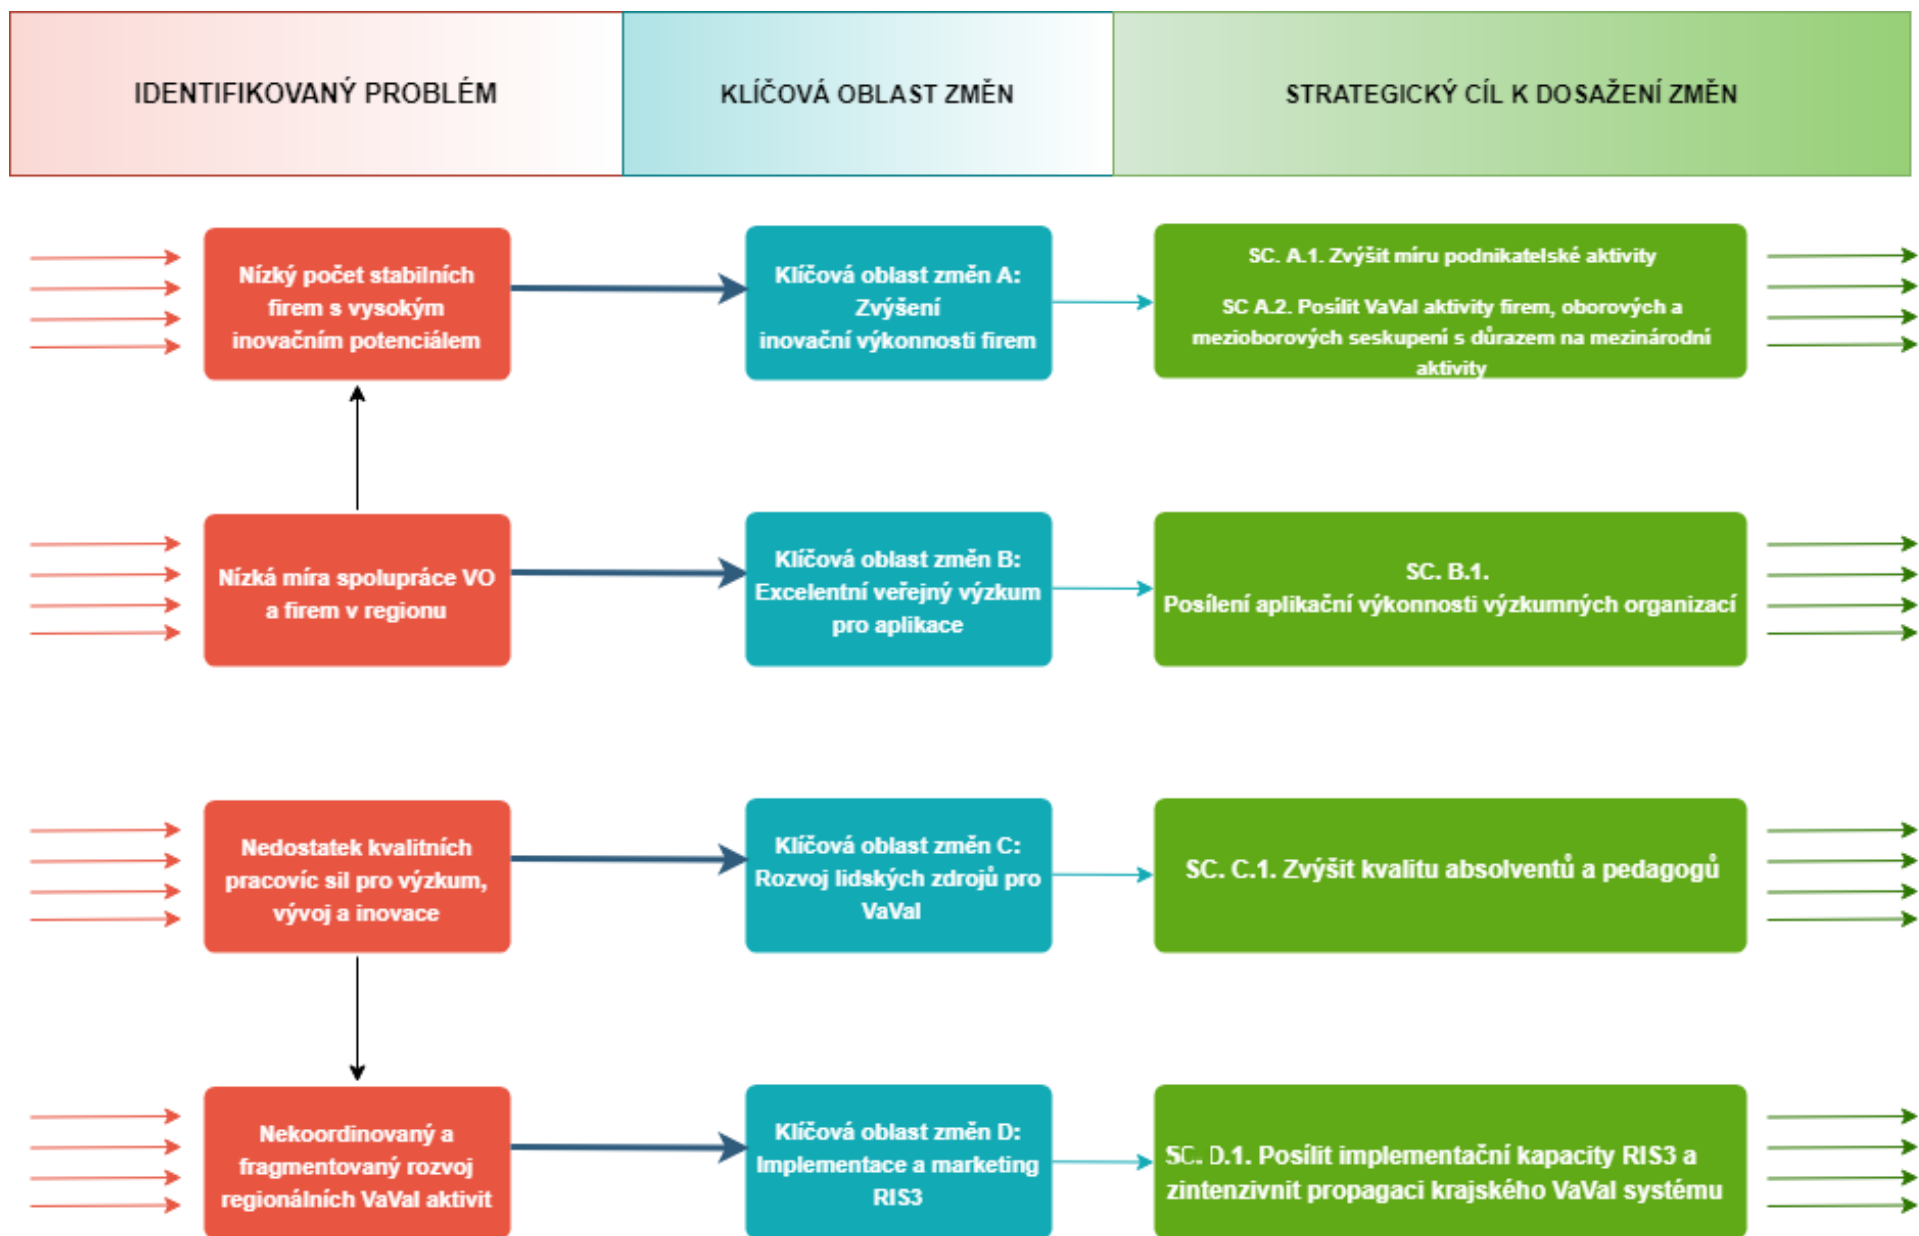 IDENTIFIKOVANÝ PROBLÉM
KLÍČOVÁ OBLAST ZMĚN
STRATEGICKÝ CÍL K DOSAŽENÍ ZMĚN
Nízký počet stabilních
firem s vysokým
inovačním potenciálem
Klíčová oblast změn A:
Zvýšení
inovační výkonnosti firem
SC. A.1. Zvýšit míru podnikatelské aktivity
SC A.2. Posílit VaVaI aktivity firem, oborových a
mezioborových seskupení s důrazem na mezinárodní
aktivity
Nízká míra spolupráce VO
a firem v regionu
Klíčová oblast změn B:
Excelentní veřejný výzkum
pro aplikace
SC. B.1.
Posílení aplikační výkonnosti výzkumných organizací
Nedostatek kvalitních
pracovíc sil pro výzkum,
vývoj a inovace
Klíčová oblast změn C:
Rozvoj lidských zdrojů pro
VaVaI
SC. C.1. Zvýšit kvalitu absolventů a pedagogů
Nekoordinovaný a
fragmentovaný rozvoj
regionálních VaVaI aktivit
Klíčová oblast změn D:
Implementace a marketing
RIS3
SC. D.1. Posílit implementační kapacity RIS3 a
zintenzivnit propagaci krajského VaVaI systému